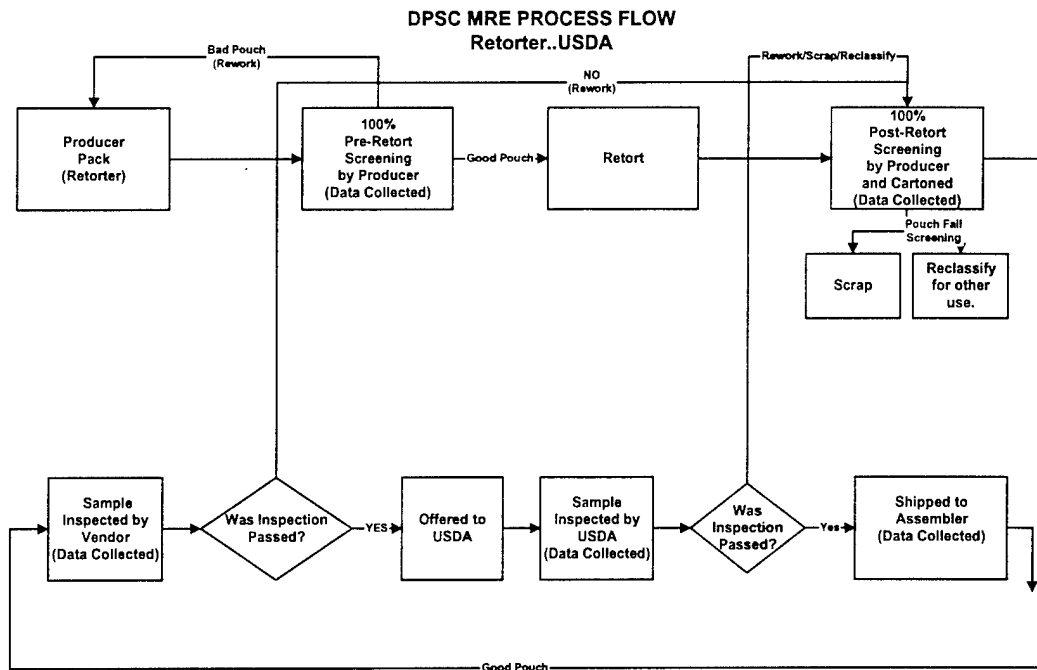 DPSC MRE PROCESS FLOW
Retorter..USDA
Bad Pouch
(Rework)
NO
(Rework)
Rework/Scrap/Reclassify
Producer
Pack
(Retorter)
100%
Pre-Retort
Screening
by Producer
(Data Collected)
Good Pouch
Retort
100%
Post-Retort
Screening
by Producer
and Cartoned
(Data Collected)
Pouch Fail
Screening
Scrap
Reclassify
for other
use.
Sample
Inspected by
Vendor
(Data Collected)
Was Inspection
Passed?
YES
Offered to
USDA
Sample
Inspected by
USDA
(Data Collected)
Was
Inspection
Passed?
Yes
Shipped to
Assembler
(Data Collected)
Good Pouch